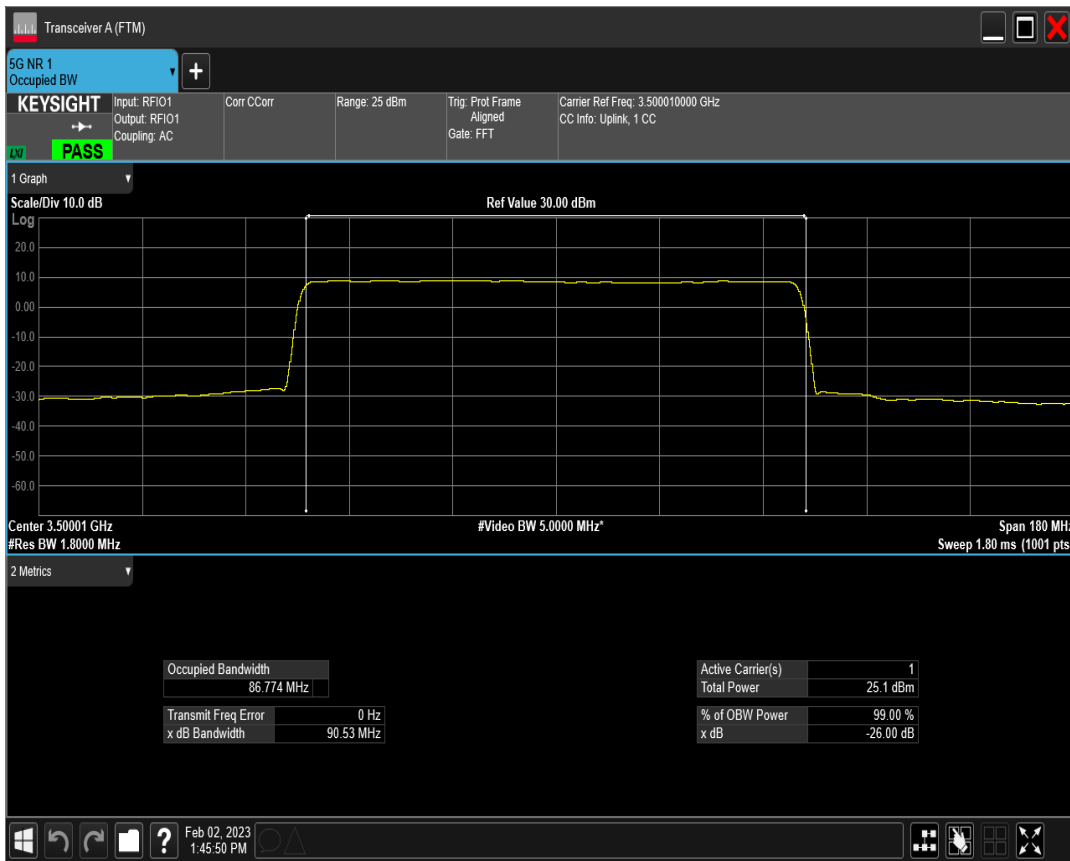 Transceiver A (FTM)
5G NR 1
Occupied BW
+
KEYSIGHT
LXI
PASS
Input: RFIO1
Output: RFIO1
Coupling: AC
Corr CCorr
Range: 25 dBm
Trig: Prot Frame
Aligned
Gate: FFT
Carrier Ref Freq: 3.500010000 GHz
CC Info: Uplink, 1 CC
1 Graph
Scale/Div 10.0 dB
Ref Value 30.00 dBm
Log
20.0
10.0
0.00
-10.0
-20.0
-30.0
-40.0
-50.0
-60.0
Center 3.50001 GHz
#Video BW 5.0000 MHz*
Span 180 MHz
#Res BW 1.8000 MHz
Sweep 1.80 ms (1001 pts
2 Metrics
Occupied Bandwidth
86.774 MHz
Transmit Freq Error 0 Hz
x dB Bandwidth 90.53 MHz
Active Carrier(s) 1
Total Power 25.1 dBm
% of OBW Power 99.00 %
x dB -26.00 dB
?
Feb 02, 2023
1:45:50 PM